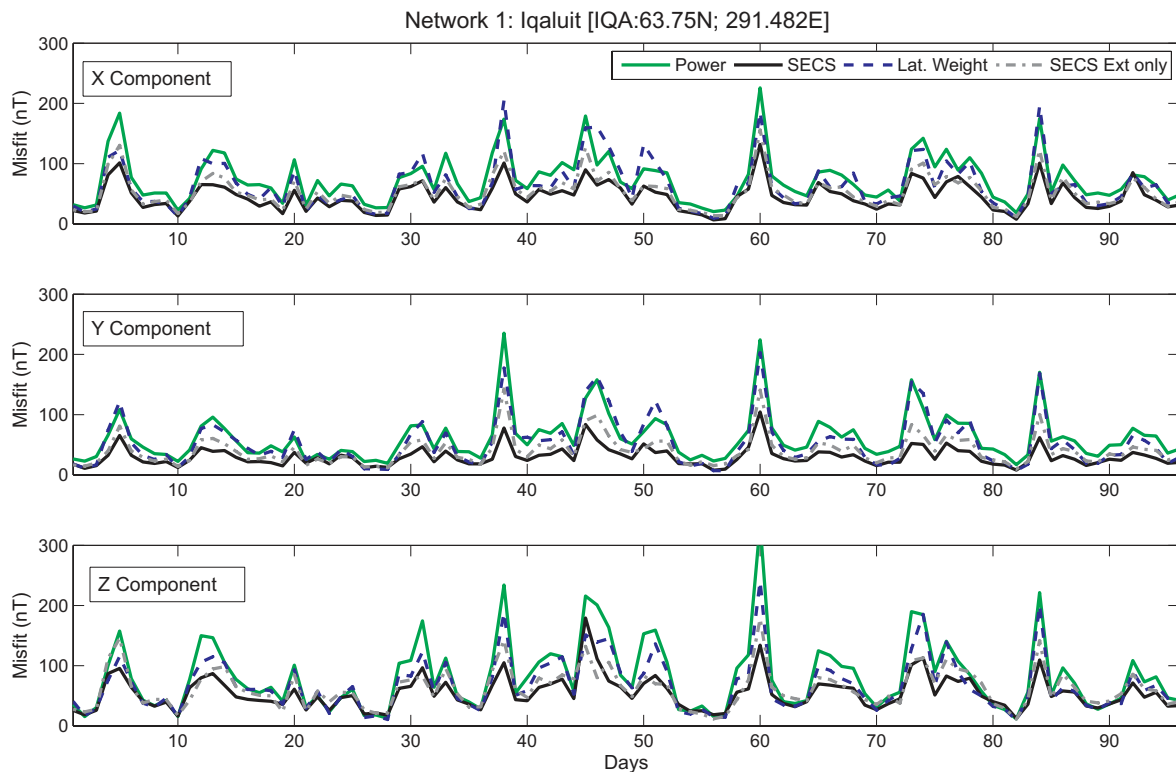 Network 1: Iqaluit [IQA:63.75N; 291.482E]
X Component
Power SECS Lat. Weight SECS Ext only
Misfit (nT)
300
200
100
0
10 20 30 40 50 60 70 80 90
Y Component
Misfit (nT)
300
200
100
0
10 20 30 40 50 60 70 80 90
Z Component
Misfit (nT)
300
200
100
0
10 20 30 40 50 60 70 80 90
Days